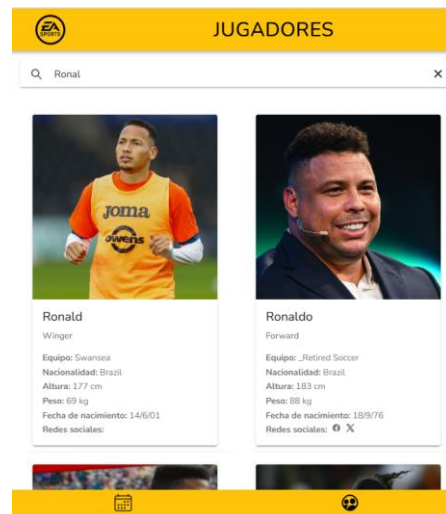 EA
SPORTS
JUGADORES
Ronal
JOMA
owens
Ronald
Winger
Equipo: Swansea
Nacionalidad: Brazil
Altura: 177 cm
Peso: 69 kg
Fecha de nacimiento: 14/6/01
Redes sociales:
Ronaldo
Forward
Equipo: _Retired Soccer
Nacionalidad: Brazil
Altura: 183 cm
Peso: 88 kg
Fecha de nacimiento: 18/9/76
Redes sociales: